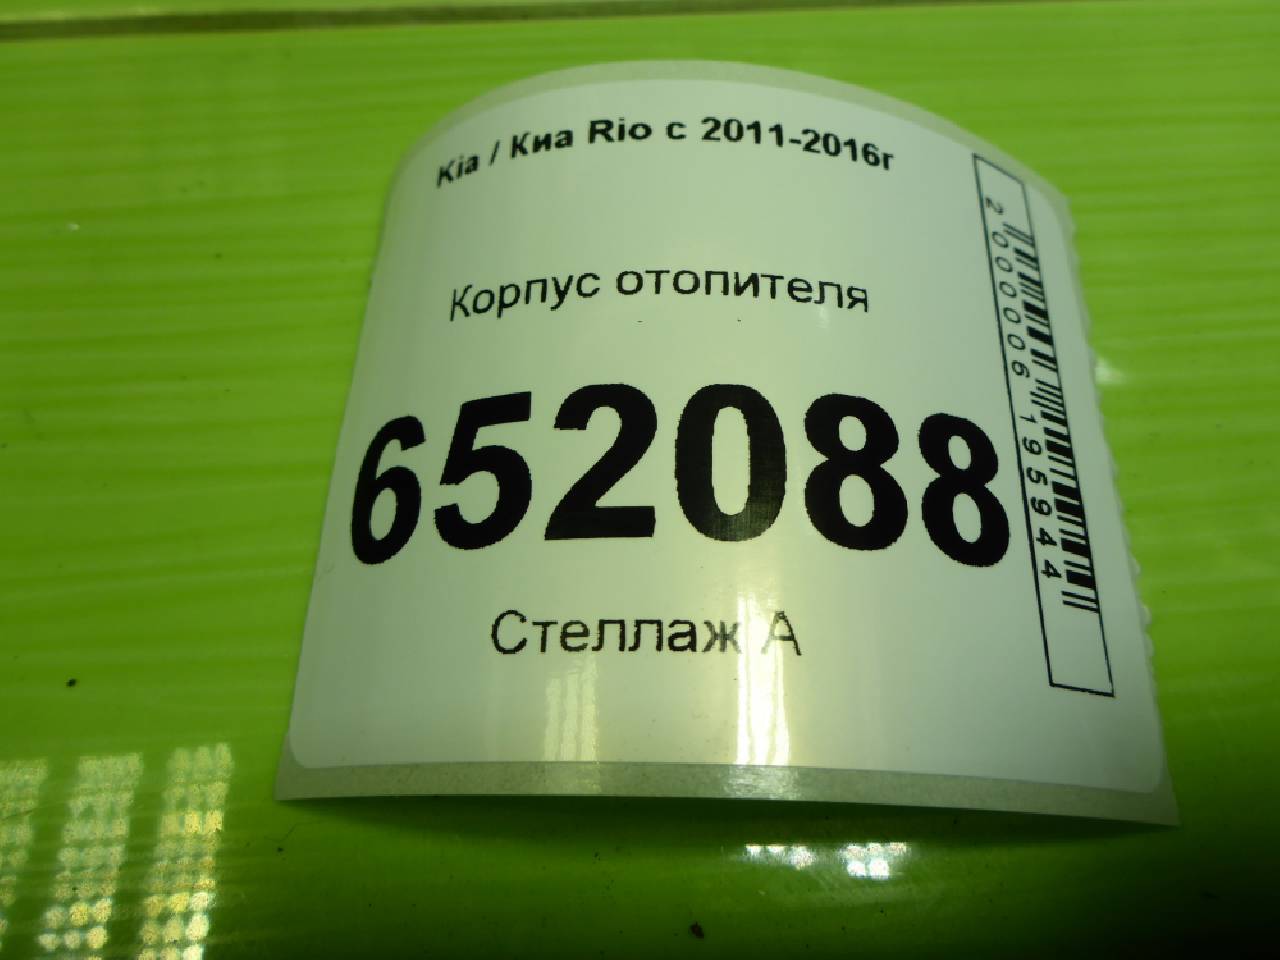 Kia / Киа Rio с 2011-2016г
Корпус отопителя
652088
Стеллаж А
2000006195944